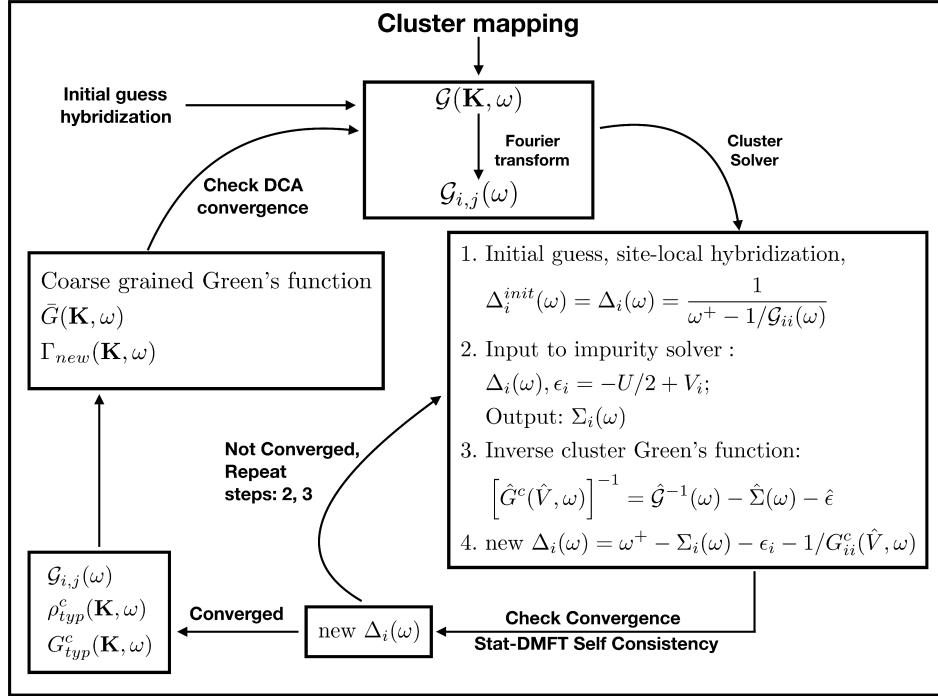 Cluster mapping
Initial guess
hybridization
𝒢(𝐊, ω)
Fourier
transform
𝒢_{i,j}(ω)
Cluster
Solver
Check DCA
convergence
Coarse grained Green's function
Ḡ(𝐊, ω)
Γ_{new}(𝐊, ω)
1. Initial guess, site-local hybridization,
Δ_i^{init}(ω) = Δ_i(ω) = 1 / (ω⁺ − 1/𝒢_{ii}(ω))
2. Input to impurity solver :
Δ_i(ω), ϵ_i = −U/2 + V_i;
Output: Σ_i(ω)
3. Inverse cluster Green's function:
[Ĝ^c(V̂, ω)]^{−1} = 𝒢̂^{−1}(ω) − Σ̂(ω) − ϵ̂
4. new Δ_i(ω) = ω⁺ − Σ_i(ω) − ϵ_i − 1/G^c_{ii}(V̂, ω)
Not Converged,
Repeat
steps: 2, 3
𝒢_{i,j}(ω)
ρ^c_{typ}(𝐊, ω)
G^c_{typ}(𝐊, ω)
Converged
new Δ_i(ω)
Check Convergence
Stat-DMFT Self Consistency